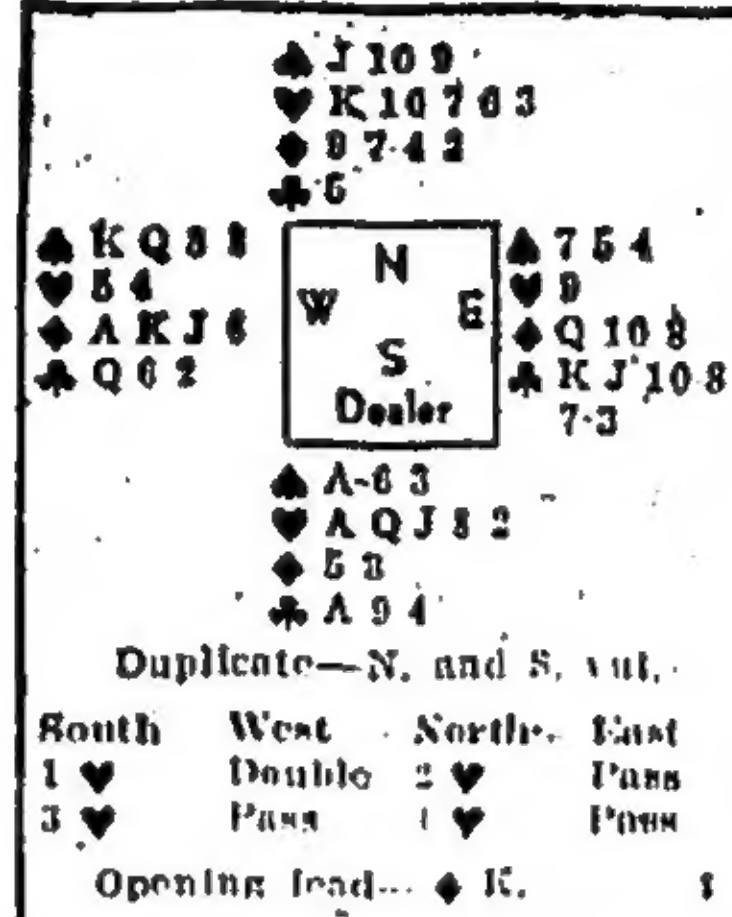 ♠ J 10 9
♥ K 10 7 6 3
♦ 9 7 4 2
♣ 5
♠ K Q 8 2
♥ 5 4
♦ A K J 6
♣ Q 6 2
N
W E
S
Dealer
♠ 7 5 4
♥ 9
♦ Q 10 8
♣ K J 10 8
7 3
♠ A 6 3
♥ A Q J 8 2
♦ 5 3
♣ A 9 4
Duplicate—N. and S. vul.
South West North East
1 ♥ Double 2 ♥ Pass
3 ♥ Pass 4 ♥ Pass
Opening lead—♦ K.